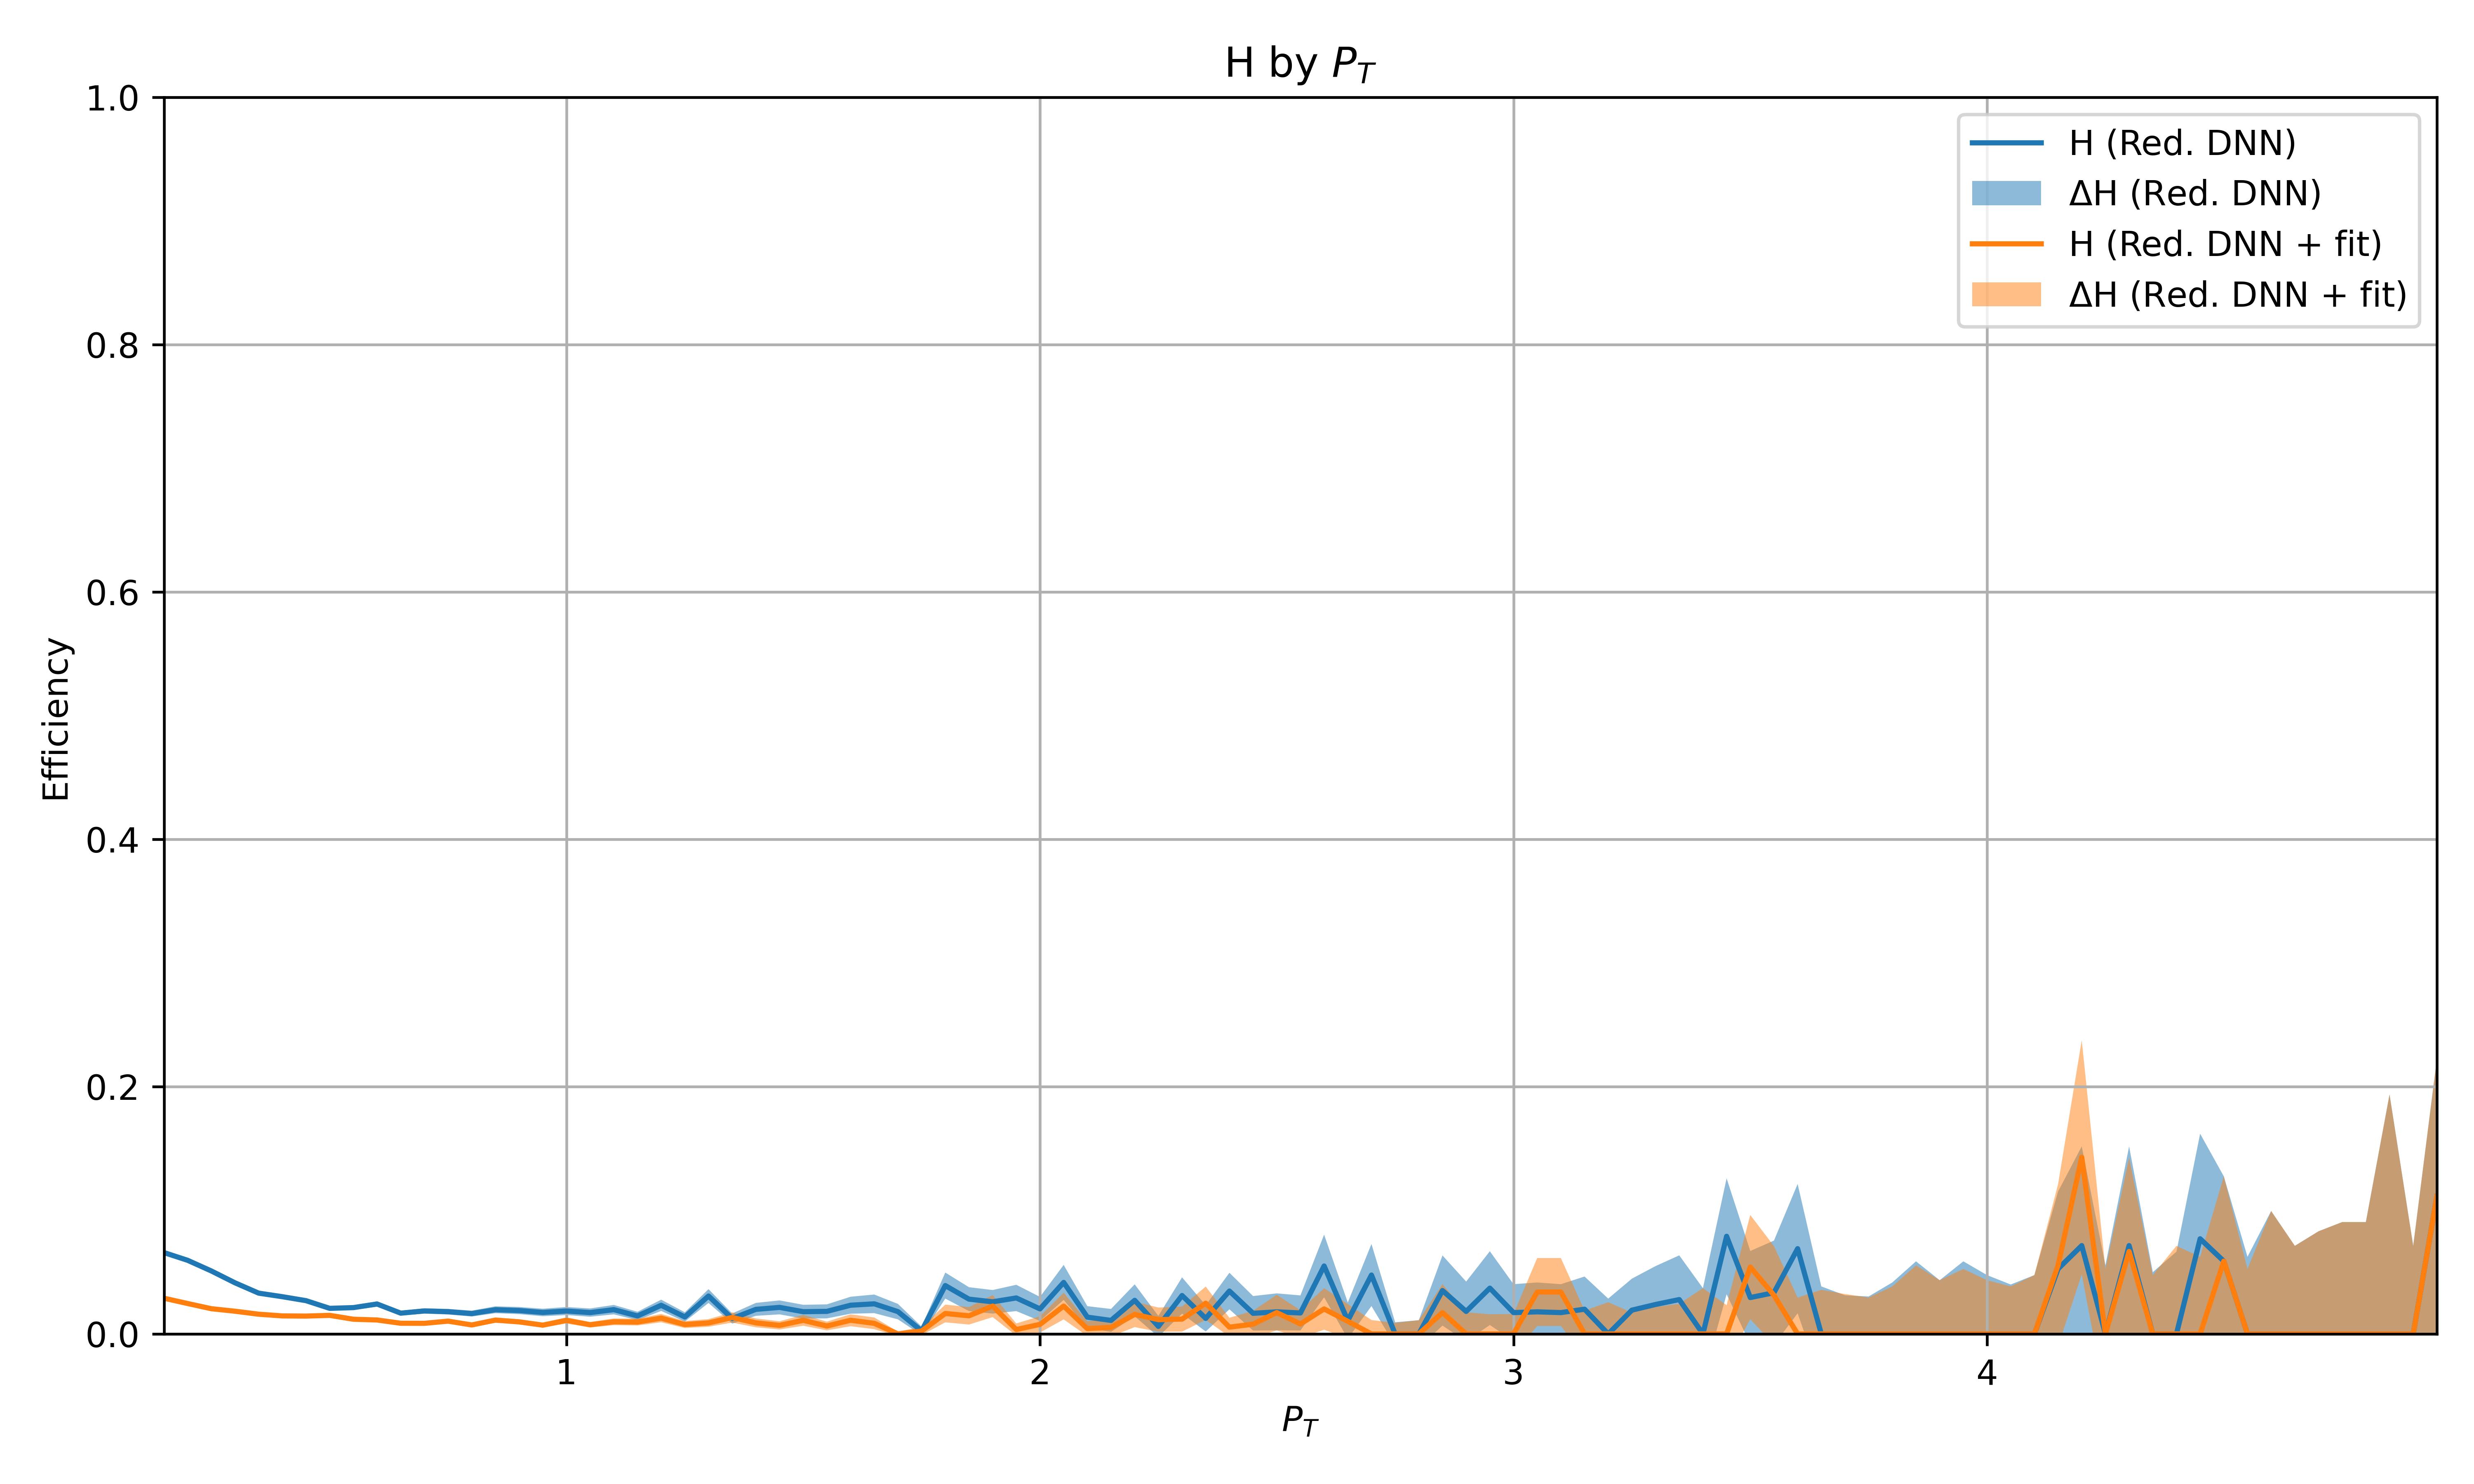 H by P_T
1.0
0.8
0.6
0.4
0.2
0.0
Efficiency
H (Red. DNN)
ΔH (Red. DNN)
H (Red. DNN + fit)
ΔH (Red. DNN + fit)
1 2 3 4
P_T